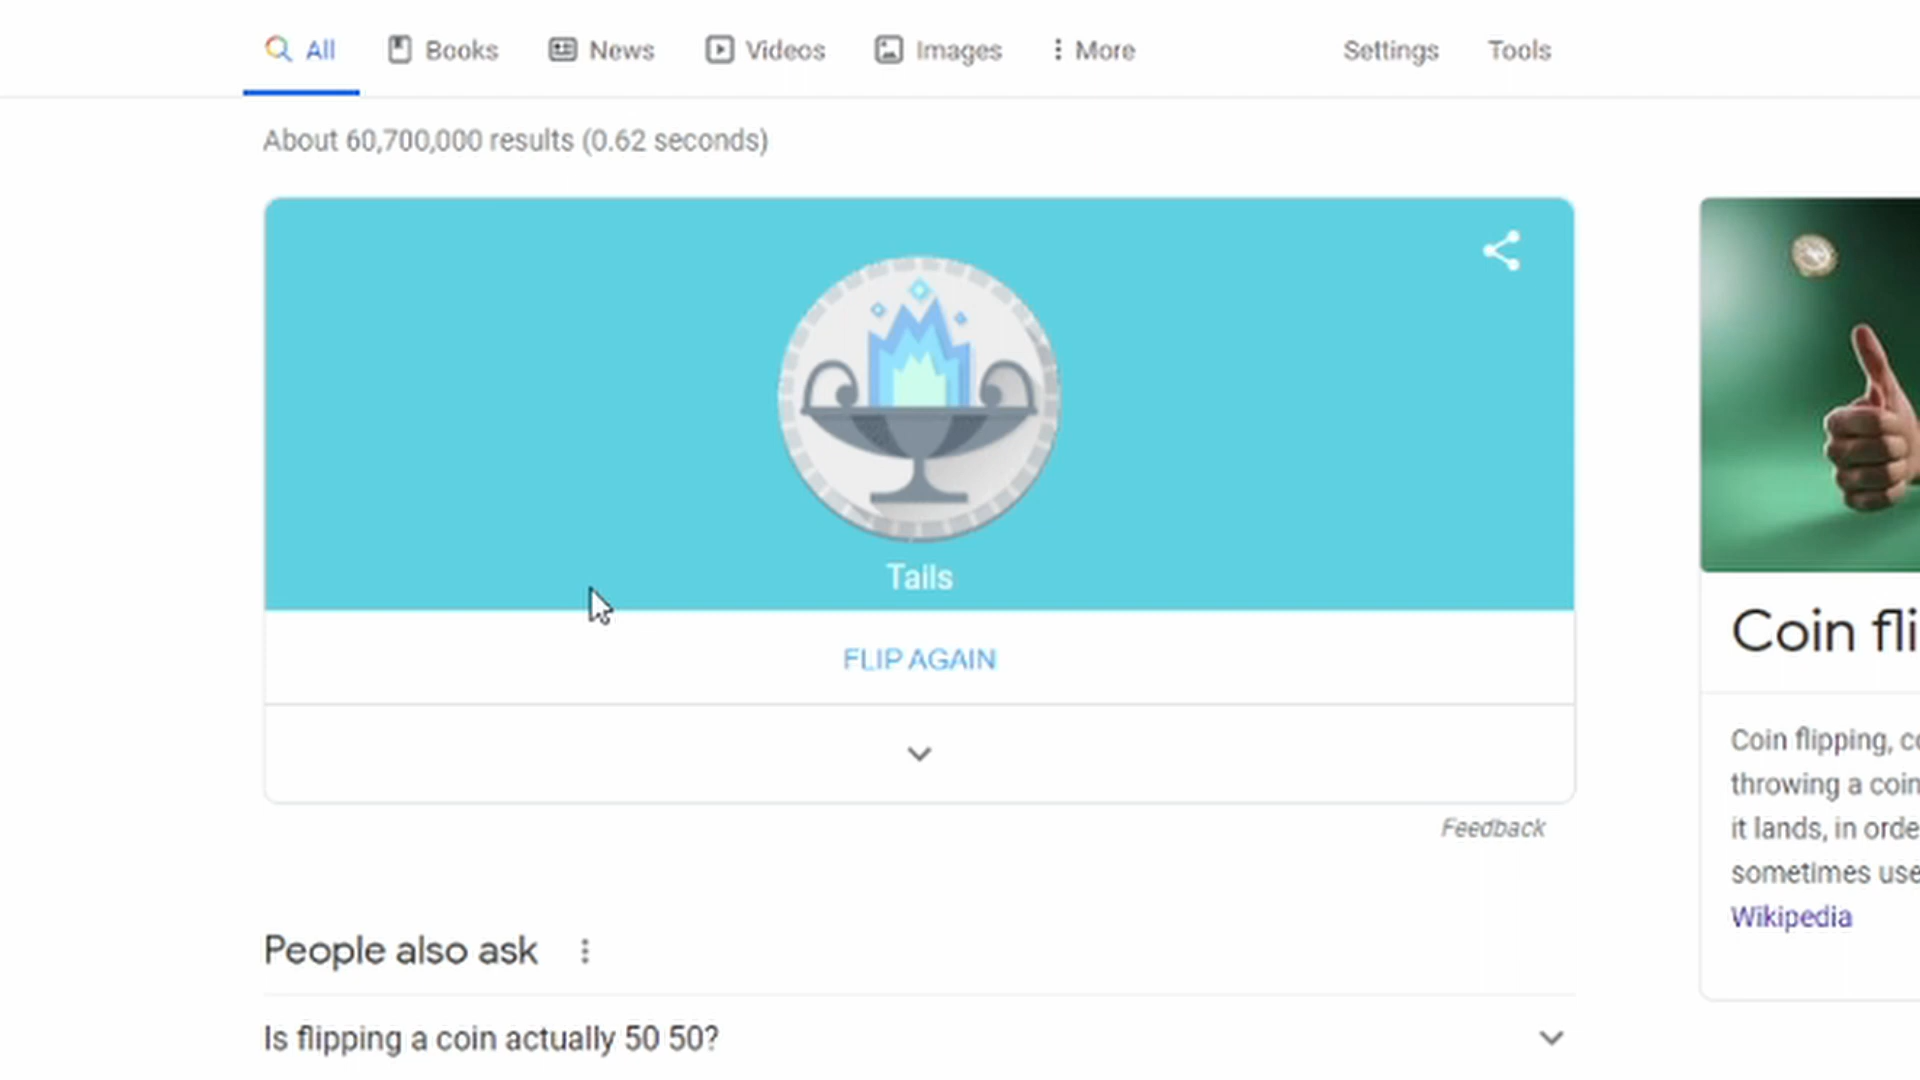 All Books News Videos Images More Settings Tools
About 60,700,000 results (0.62 seconds)
Tails
FLIP AGAIN
Feedback
People also ask
Is flipping a coin actually 50 50?
Coin fli
Coin flipping, co
throwing a coin
it lands, in orde
sometimes use
Wikipedia